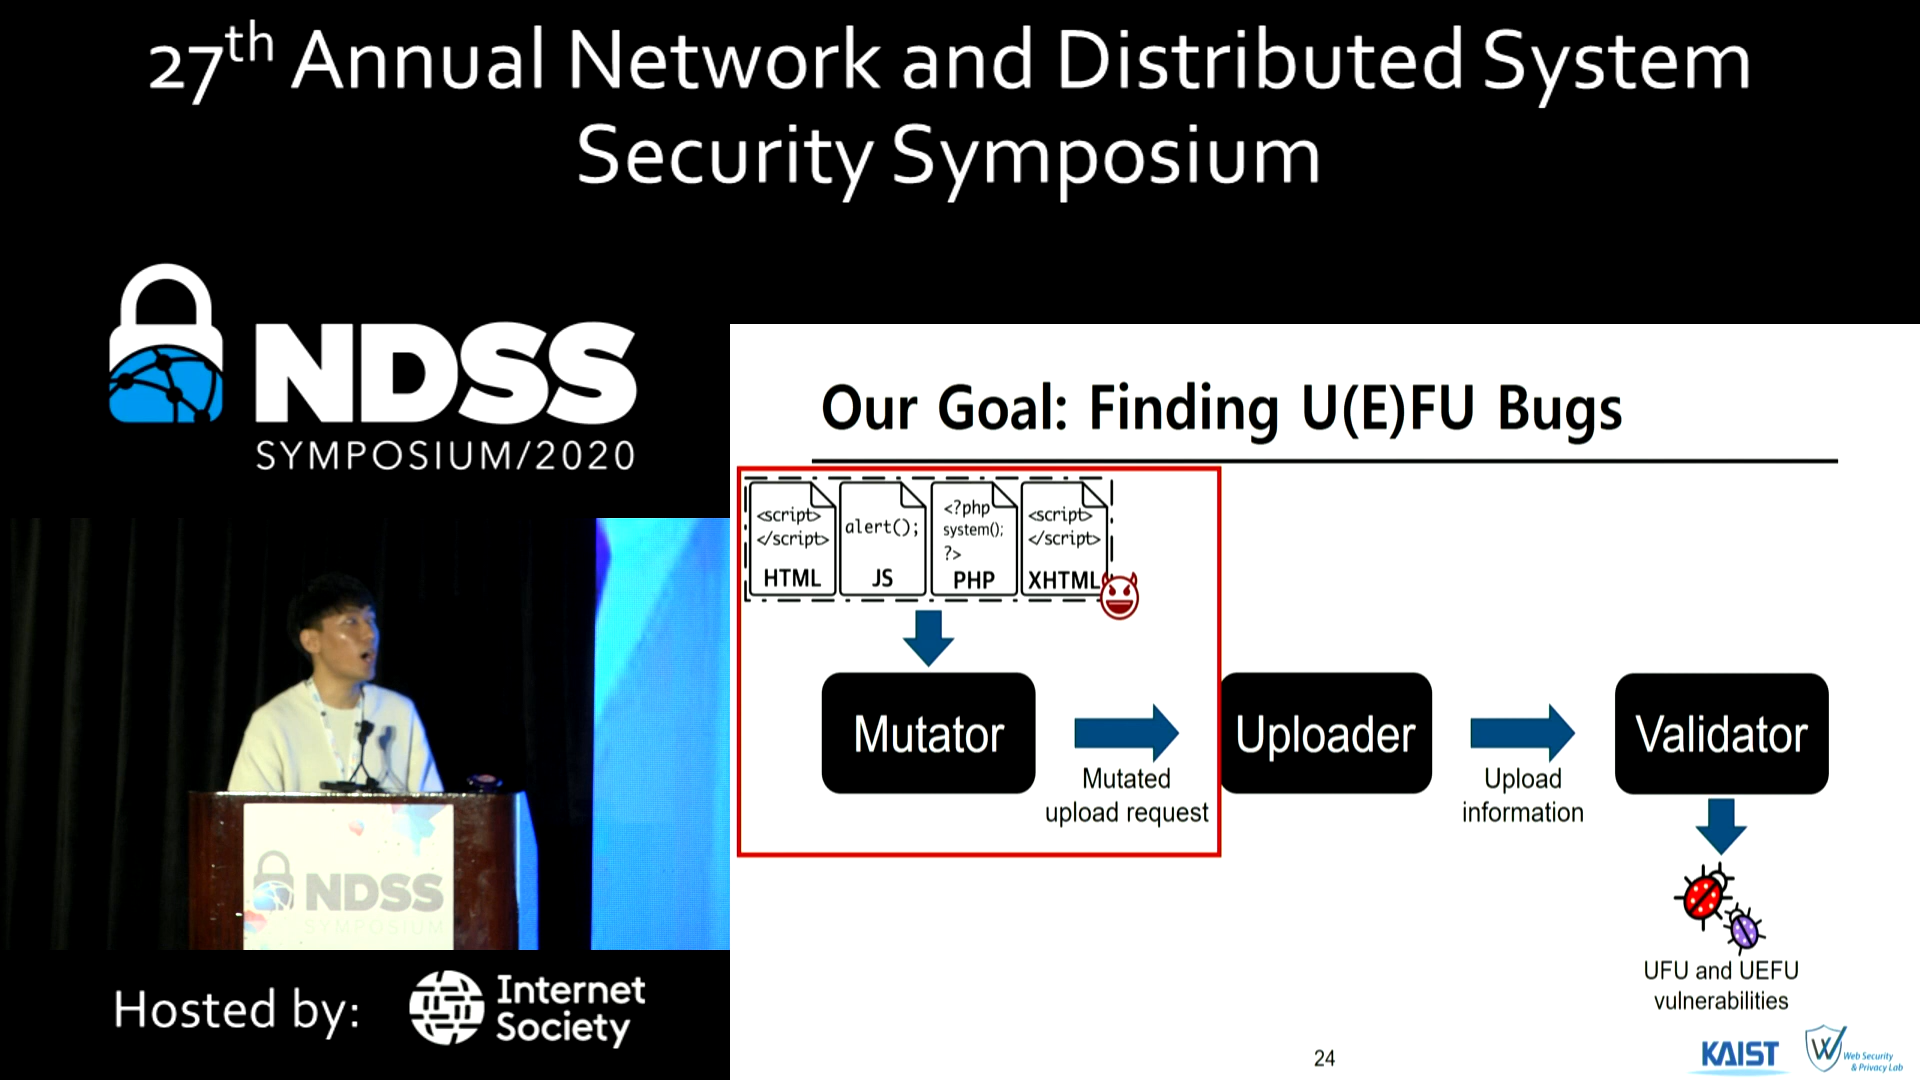 27th Annual Network and Distributed System
Security Symposium
NDSS
SYMPOSIUM/2020
Our Goal: Finding U(E)FU Bugs
<script>
</script>
HTML
alert();
JS
<?php
system();
?>
PHP
<script>
</script>
XHTML
Mutator
Mutated
upload request
Uploader
Upload
information
Validator
UFU and UEFU
vulnerabilities
24
KAIST
W
Web Security
& Privacy Lab
NDSS
SYMPOSIUM
Hosted by:
Internet
Society